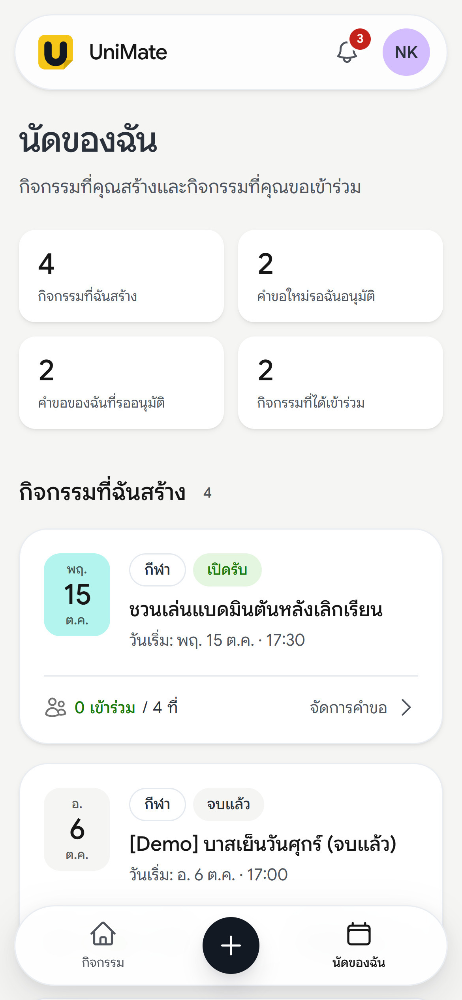 UniMate
3
NK
นัดของฉัน
กิจกรรมที่คุณสร้างและกิจกรรมที่คุณขอเข้าร่วม
4
กิจกรรมที่ฉันสร้าง
2
คำขอใหม่รอฉันอนุมัติ
2
คำขอของฉันที่รออนุมัติ
2
กิจกรรมที่ได้เข้าร่วม
กิจกรรมที่ฉันสร้าง 4
พฤ.
15
ต.ค.
กีฬา
เปิดรับ
ชวนเล่นแบดมินตันหลังเลิกเรียน
วันเริ่ม: พฤ. 15 ต.ค. · 17:30
0 เข้าร่วม / 4 ที่
จัดการคำขอ
อ.
6
ต.ค.
กีฬา
จบแล้ว
[Demo] บาสเย็นวันศุกร์ (จบแล้ว)
วันเริ่ม: อ. 6 ต.ค. · 17:00
กิจกรรม
นัดของฉัน